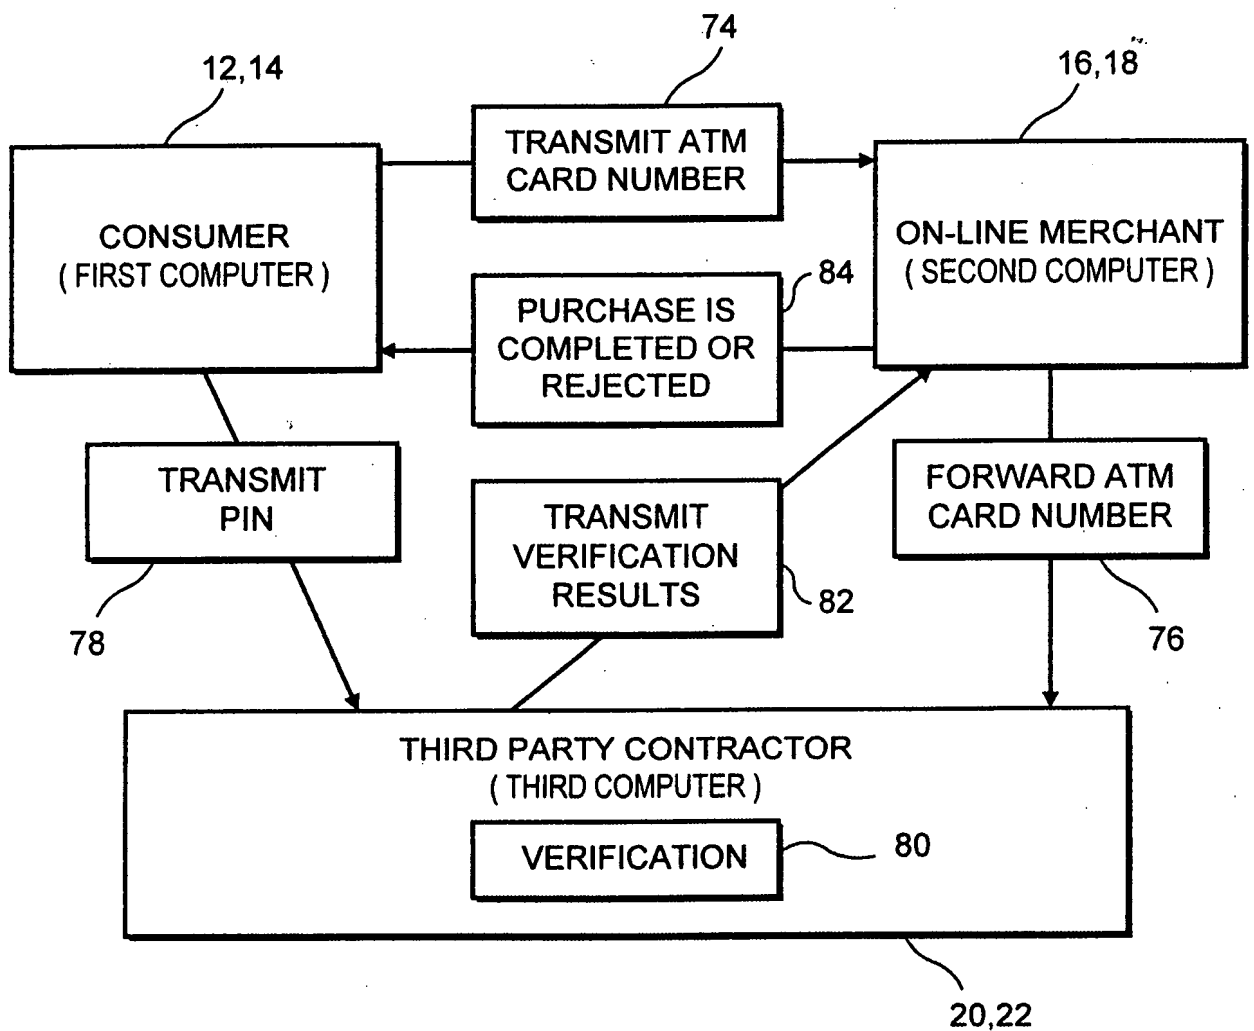 74
12,14
16,18
TRANSMIT ATM
CARD NUMBER
CONSUMER
( FIRST COMPUTER )
ON-LINE MERCHANT
( SECOND COMPUTER )
84
PURCHASE IS
COMPLETED OR
REJECTED
TRANSMIT
PIN
78
TRANSMIT
VERIFICATION
RESULTS
82
FORWARD ATM
CARD NUMBER
76
THIRD PARTY CONTRACTOR
( THIRD COMPUTER )
VERIFICATION
80
20,22